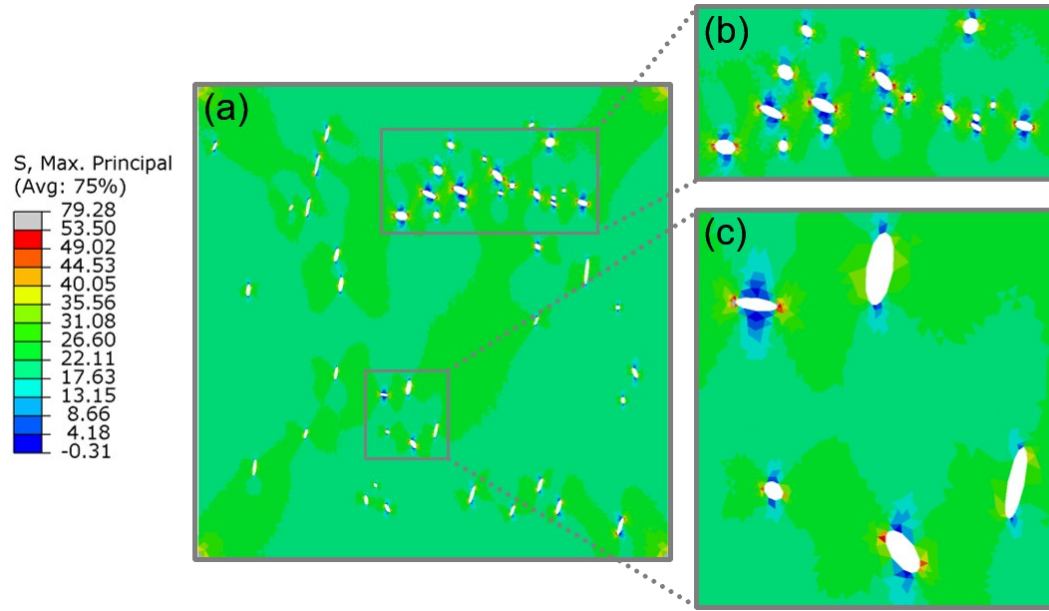 (a)
(b)
(c)
S, Max. Principal
(Avg: 75%)
79.28
53.50
49.02
44.53
40.05
35.56
31.08
26.60
22.11
17.63
13.15
8.66
4.18
-0.31